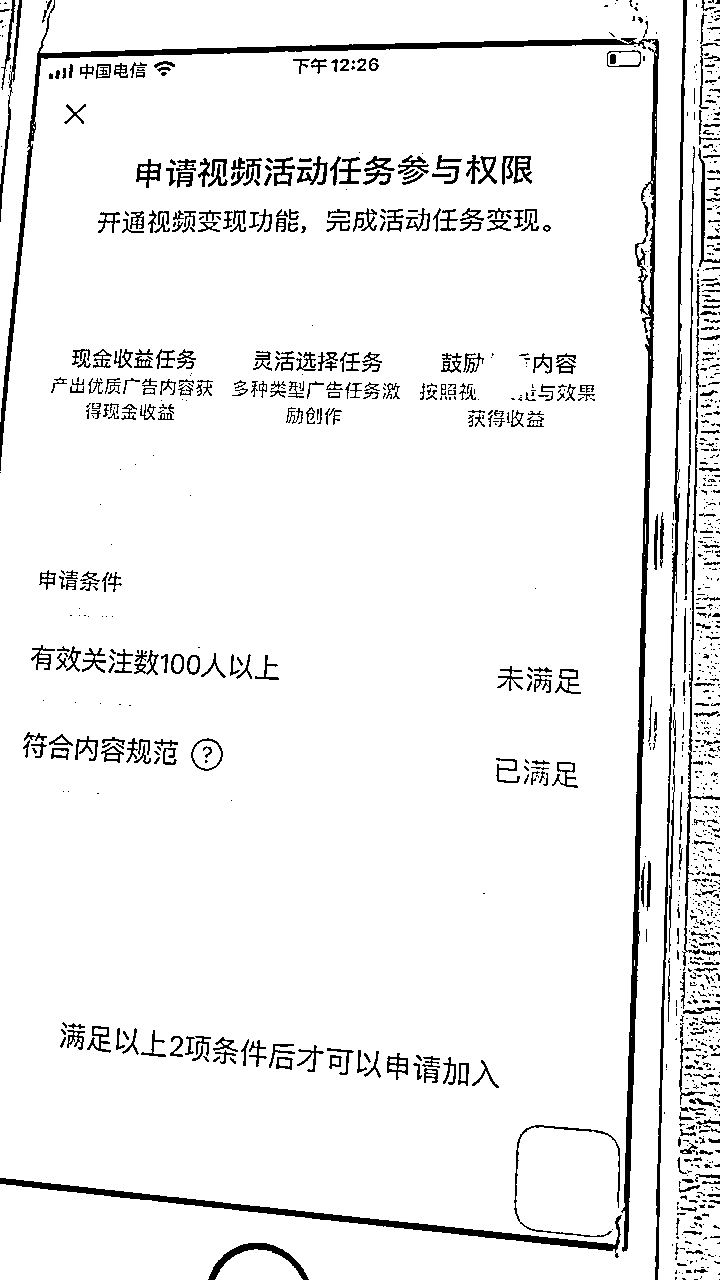 中国电信
下午12:26
申请视频活动任务参与权限
开通视频变现功能，完成活动任务变现。
现金收益任务
产出优质广告内容获
得现金收益
灵活选择任务
多种类型广告任务激
励创作
鼓励 内容
按照视 与效果
获得收益
申请条件
有效关注数100人以上
未满足
符合内容规范 ?
已满足
满足以上2项条件后才可以申请加入